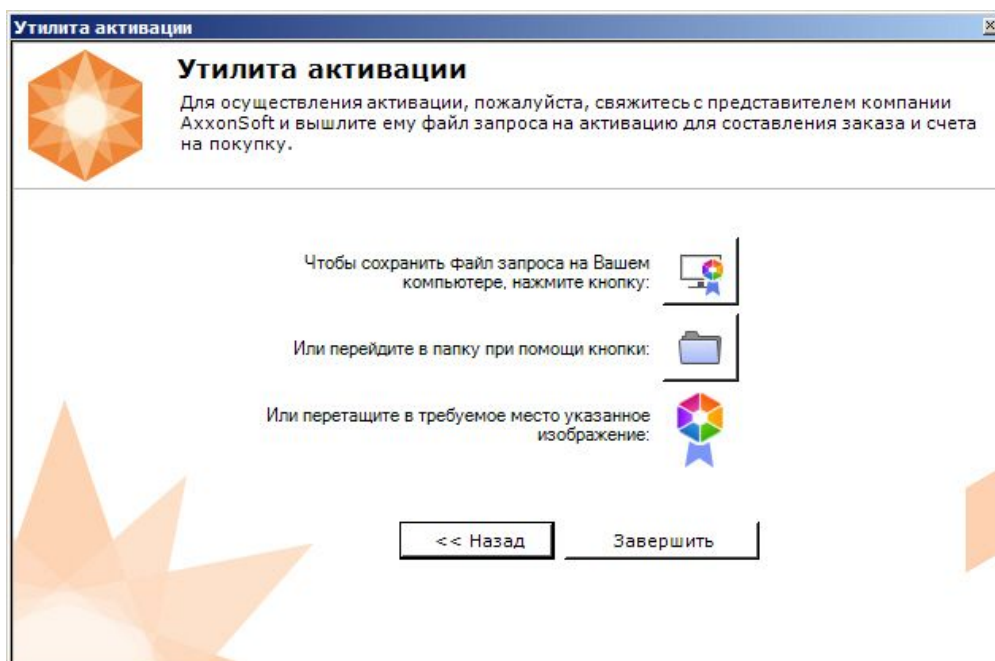 Утилита активации
Утилита активации
Для осуществления активации, пожалуйста, свяжитесь с представителем компании
AxxonSoft и вышлите ему файл запроса на активацию для составления заказа и счета
на покупку.
Чтобы сохранить файл запроса на Вашем
компьютере, нажмите кнопку:
Или перейдите в папку при помощи кнопки:
Или перетащите в требуемое место указанное
изображение:
<< Назад
Завершить